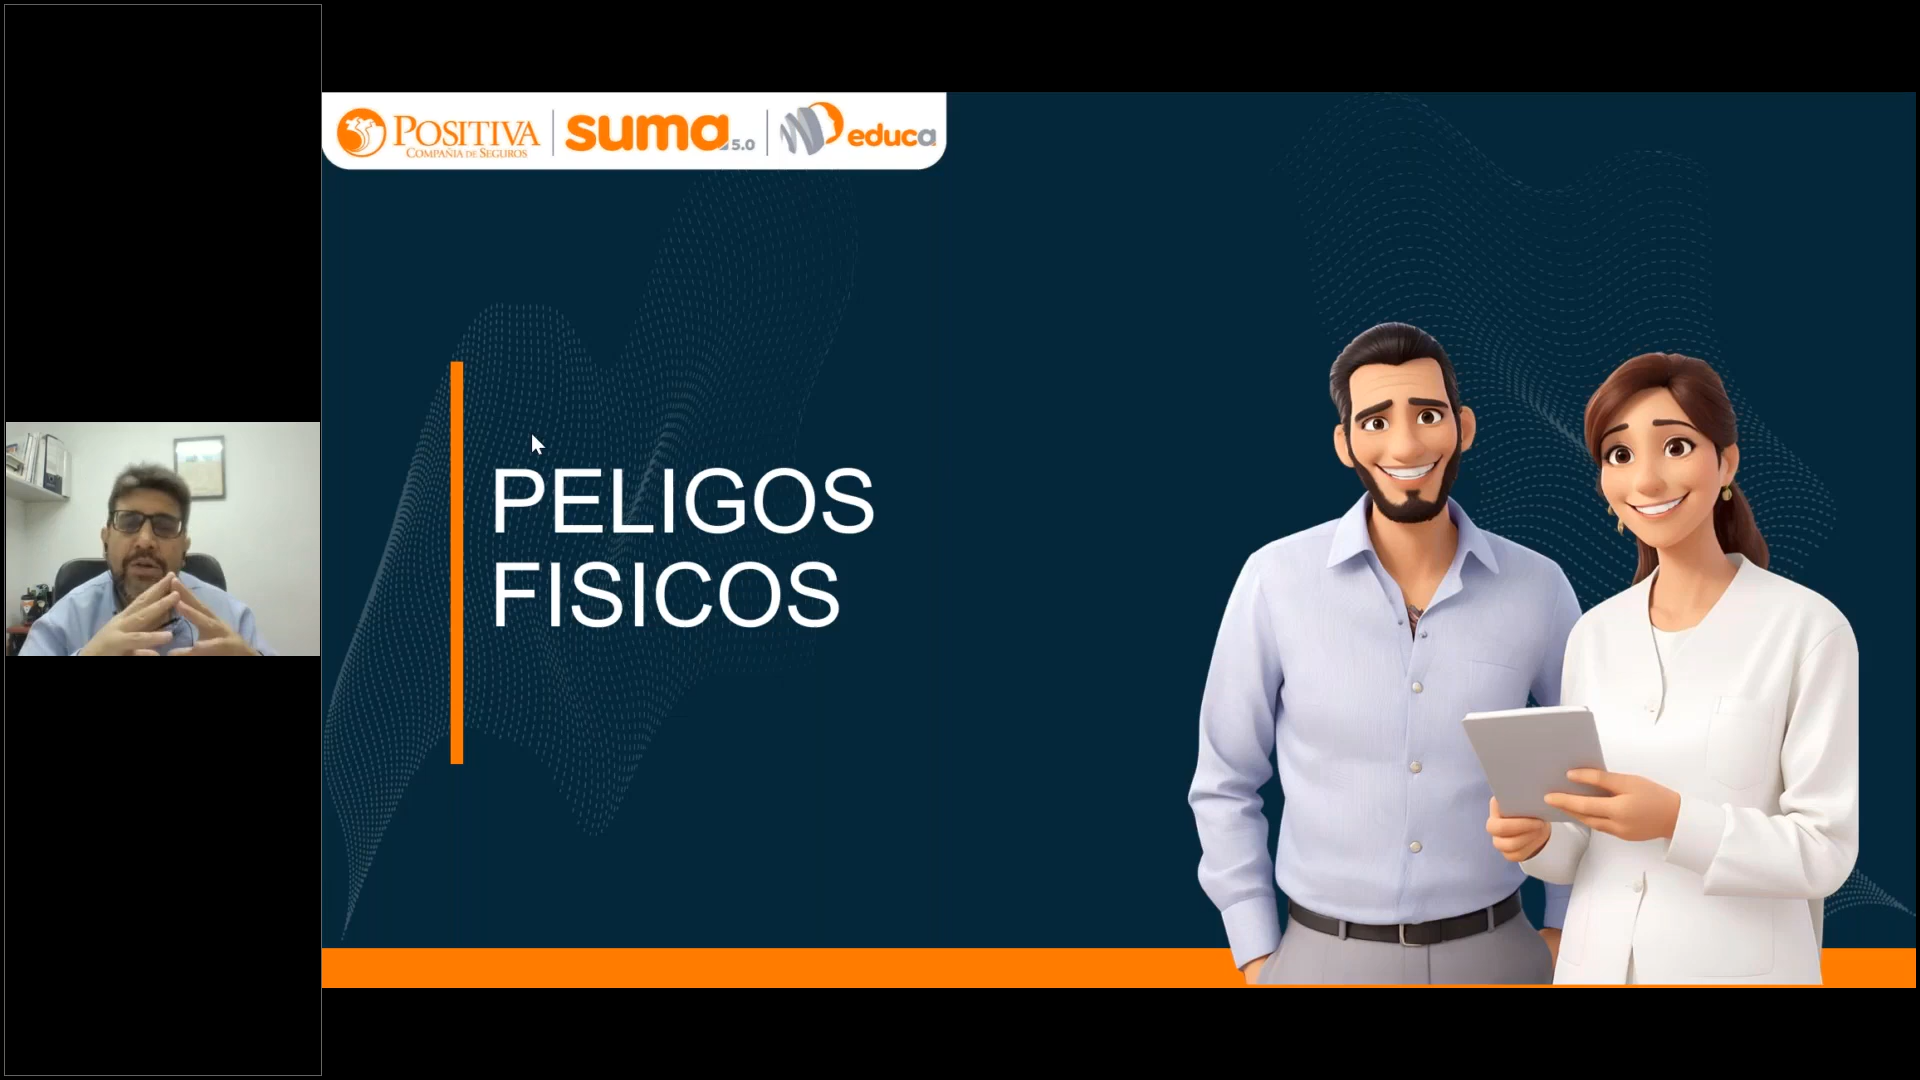 POSITIVA
COMPAÑIA DE SEGUROS
suma 5.0
educa
PELIGOS
FISICOS